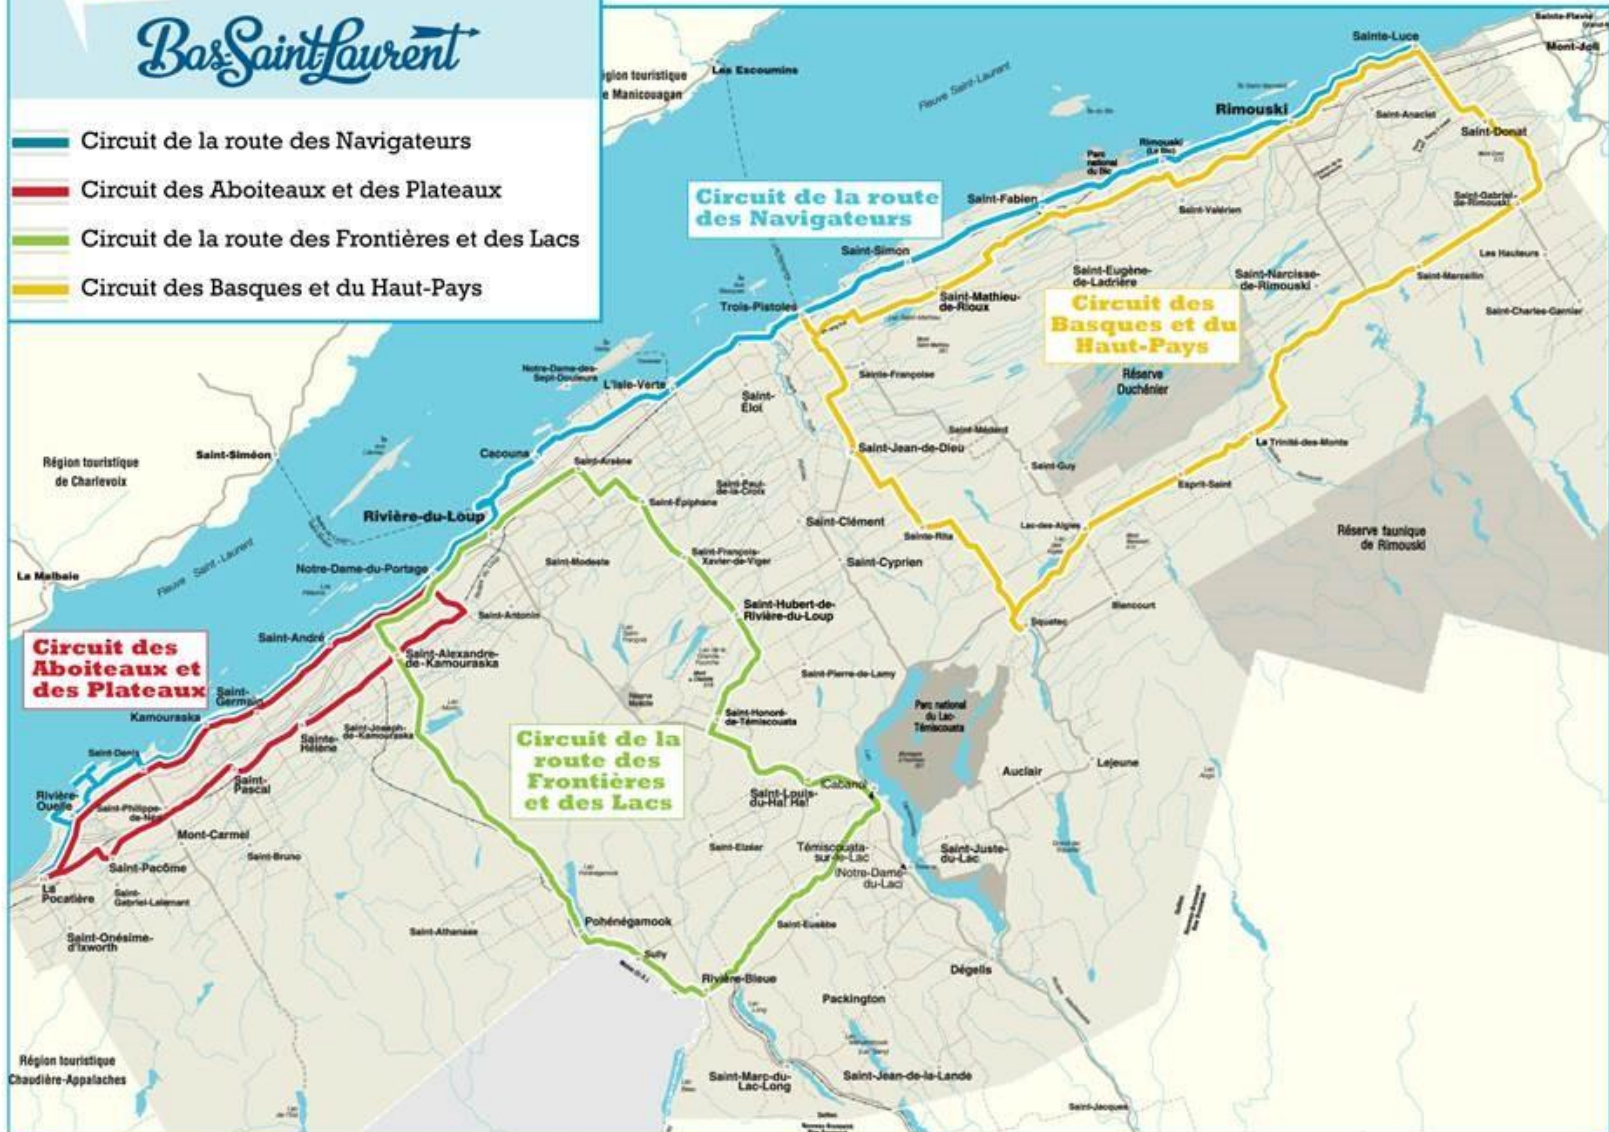 Bas-Saint-Laurent
Circuit de la route des Navigateurs
Circuit des Aboiteaux et des Plateaux
Circuit de la route des Frontières et des Lacs
Circuit des Basques et du Haut-Pays
Les Escoumins
Fleuve Saint-Laurent
Sainte-Luce
Sainte-Flavie
Mont-Joli
égion touristique
e Manicouagan
Rimouski
Saint-Anaclet
Saint-Donat
Rimouski
(Le Bic)
Parc
national
du Bic
Circuit de la route
des Navigateurs
Saint-Fabien
Saint-Valérien
Saint-Gabriel-
de-Rimouski
Saint-Simon
Les Hauteurs
Saint-Eugène-
de-Ladrière
Saint-Narcisse-
de-Rimouski
Saint-Marcellin
Trois-Pistoles
Saint-Mathieu-
de-Rioux
Circuit des
Basques et du
Haut-Pays
Saint-Charles-Garnier
Notre-Dame-des-
Sept-Douleurs
L'Isle-Verte
Sainte-Françoise
Réserve
Duchénier
Saint-
Éloi
Saint-Médard
Saint-Jean-de-Dieu
La Trinité-des-Monts
Région touristique
de Charlevoix
Saint-Siméon
Cacouna
Saint-Arsène
Saint-Guy
Saint-Paul-
de-la-Croix
Esprit-Saint
Saint-Épiphane
Rivière-du-Loup
Saint-Clément
Sainte-Rita
Lac-des-Aigles
Réserve faunique
de Rimouski
Fleuve Saint-Laurent
Saint-François-
Xavier-de-Viger
Saint-Modeste
Saint-Cyprien
La Malbaie
Notre-Dame-du-Portage
Saint-Antonin
Saint-Hubert-de-
Rivière-du-Loup
Biencourt
Squatec
Circuit des
Aboiteaux et
des Plateaux
Saint-André
Saint-Alexandre-
de-Kamouraska
Saint-Pierre-de-Lamy
Saint-
Germain
Kamouraska
Saint-Joseph-
de-Kamouraska
Sainte-
Hélène
Saint-Honoré-
de-Témiscouata
Parc national
du Lac-
Témiscouata
Circuit de la
route des
Frontières
et des Lacs
Saint-Denis
Saint-
Pascal
Auclair
Lejeune
Rivière-
Ouelle
Saint-Philippe-
de-Néri
(Cabano)
Saint-Louis-
du-Ha! Ha!
Mont-Carmel
Saint-Bruno
Saint-Elzéar
Témiscouata-
sur-le-Lac
(Notre-Dame-
du-Lac)
Saint-Juste-
du-Lac
Saint-Pacôme
La
Pocatière
Saint-
Gabriel-Lalemant
Saint-Onésime-
d'Ixworth
Saint-Athanase
Pohénégamook
Saint-Eusèbe
Sully
Rivière-Bleue
Dégelis
Packington
Région touristique
Chaudière-Appalaches
Saint-Marc-du-
Lac-Long
Saint-Jean-de-la-Lande
Saint-Jacques